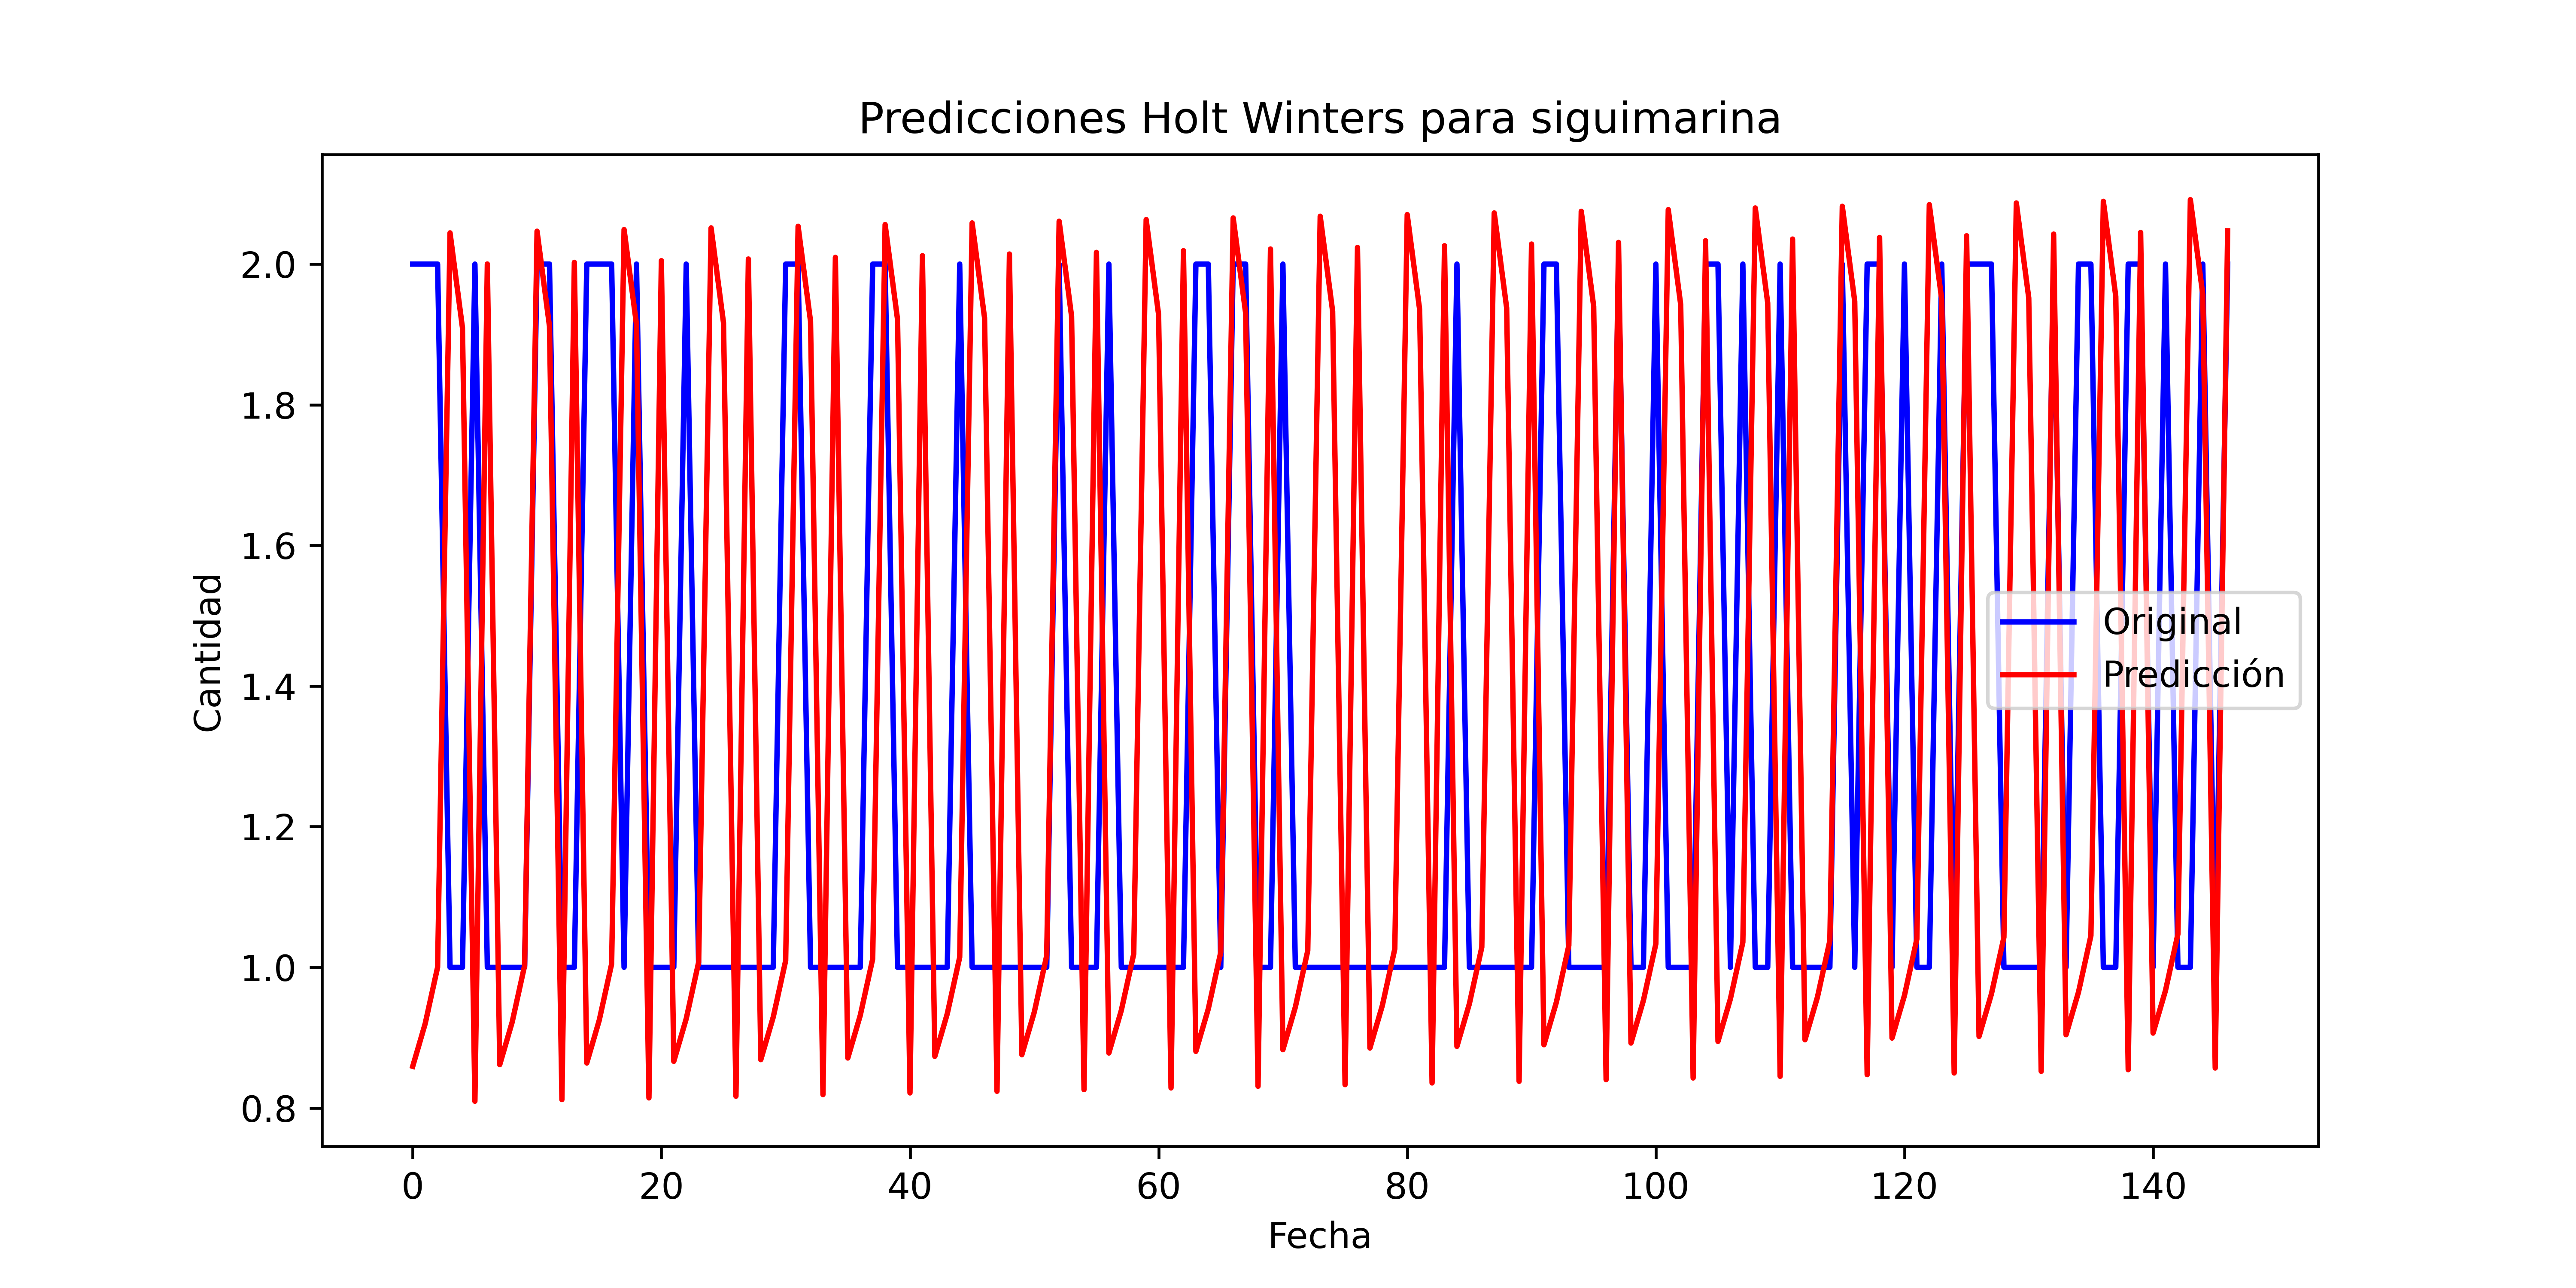 Predicciones Holt Winters para siguimarina
Cantidad
2.0
1.8
1.6
1.4
1.2
1.0
0.8
Original
Predicción
0 20 40 60 80 100 120 140
Fecha